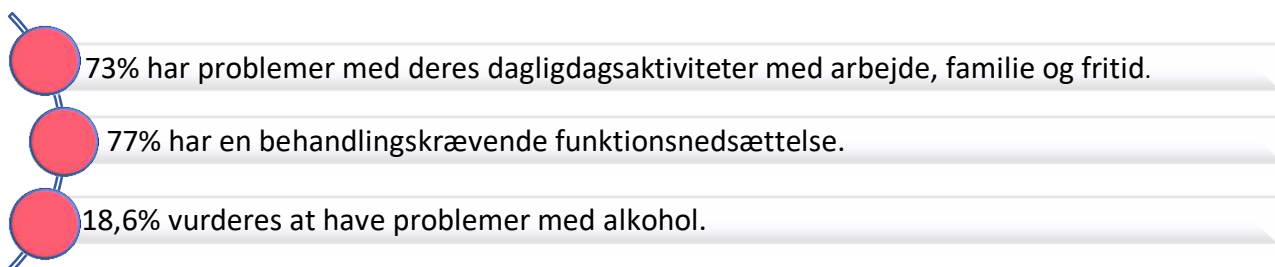 73% har problemer med deres dagligdagsaktiviteter med arbejde, familie og fritid.
77% har en behandlingskrævende funktionsnedsættelse.
18,6% vurderes at have problemer med alkohol.